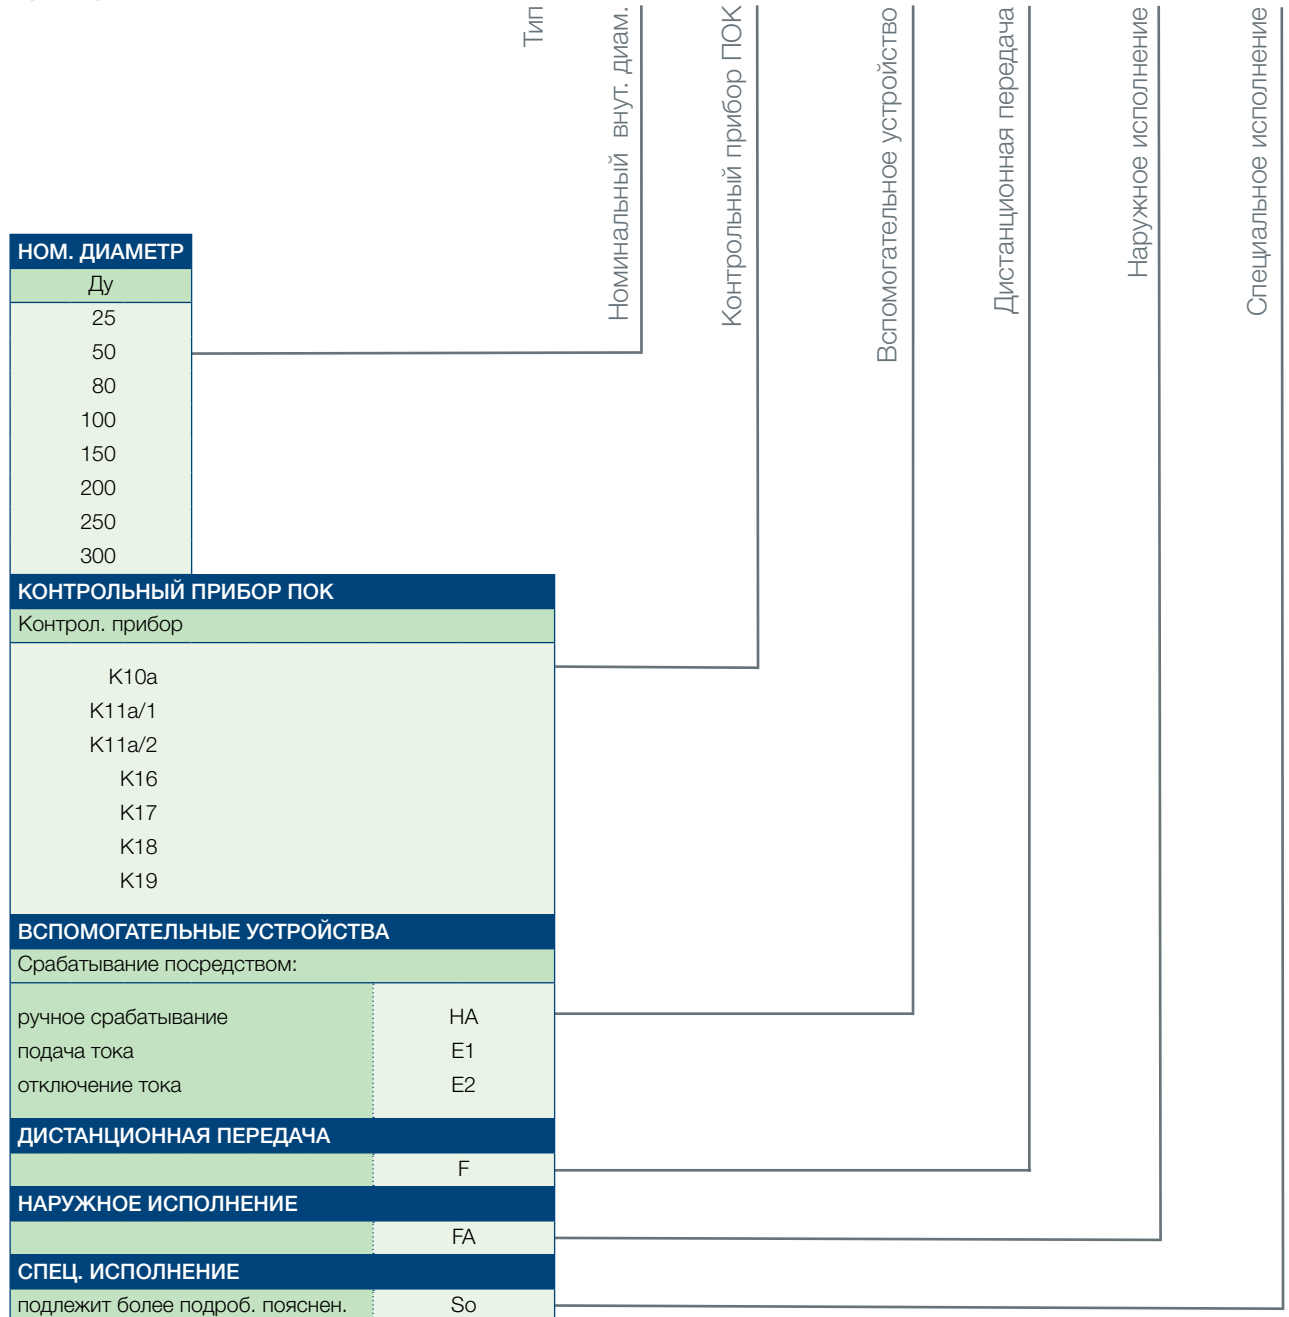 Тип
Номинальный внут. диам.
Контрольный прибор ПОК
Вспомогательное устройство
Дистанционная передача
Наружное исполнение
Специальное исполнение
НОМ. ДИАМЕТР
Ду
25
50
80
100
150
200
250
300
КОНТРОЛЬНЫЙ ПРИБОР ПОК
Контрол. прибор
K10a
K11a/1
K11a/2
K16
K17
K18
K19
ВСПОМОГАТЕЛЬНЫЕ УСТРОЙСТВА
Срабатывание посредством:
ручное срабатывание HA
подача тока E1
отключение тока E2
ДИСТАНЦИОННАЯ ПЕРЕДАЧА
F
НАРУЖНОЕ ИСПОЛНЕНИЕ
FA
СПЕЦ. ИСПОЛНЕНИЕ
подлежит более подроб. пояснен. So